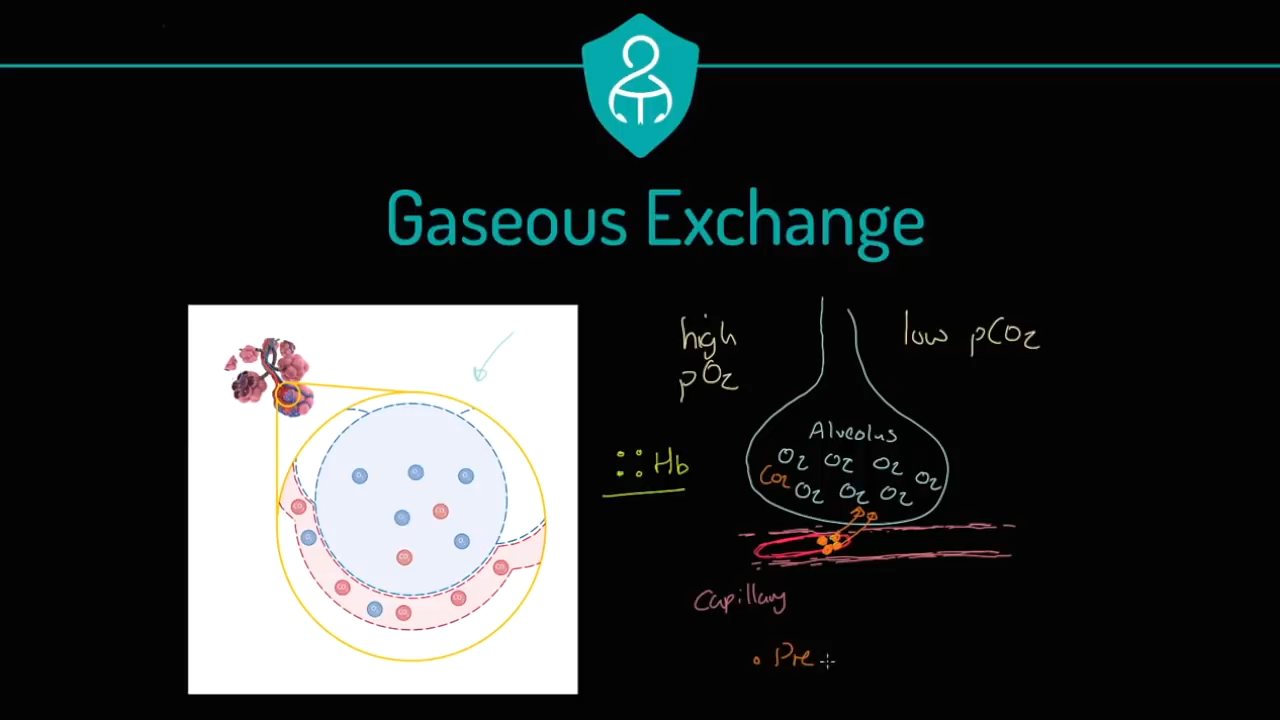 Gaseous Exchange
high
pO2
low pCO2
Alveolus
O2 O2 O2 O2
CO2 O2 O2 O2
:: Hb
Capillary
• Pre
CO2
O2